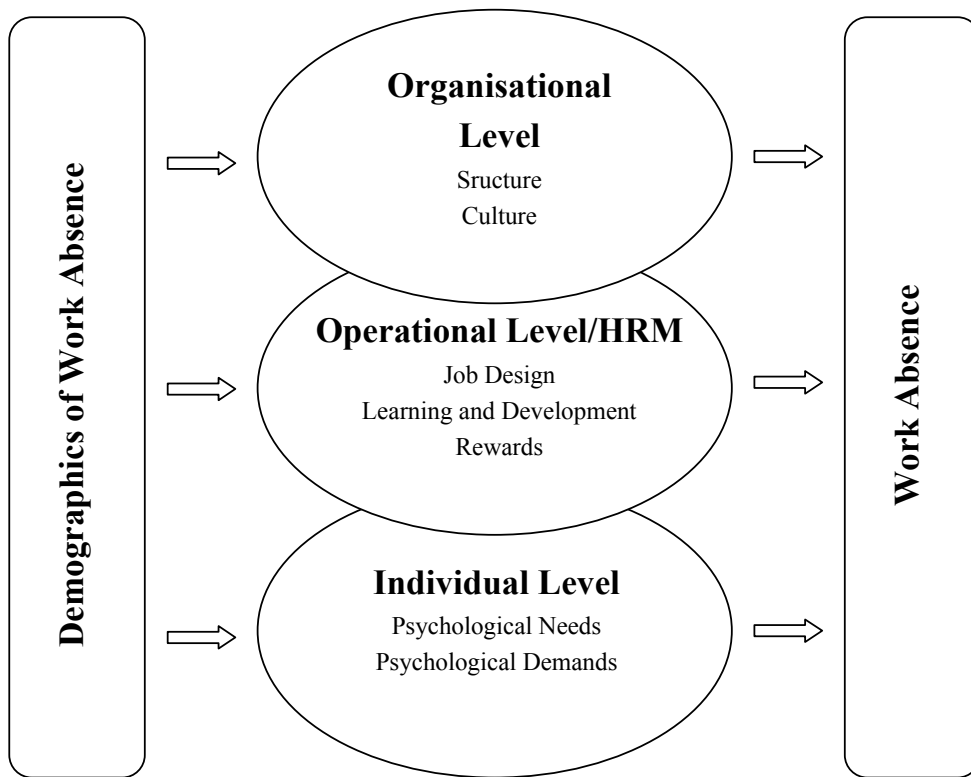 Demographics of Work Absence
Organisational
Level
Sructure
Culture
Operational Level/HRM
Job Design
Learning and Development
Rewards
Individual Level
Psychological Needs
Psychological Demands
Work Absence